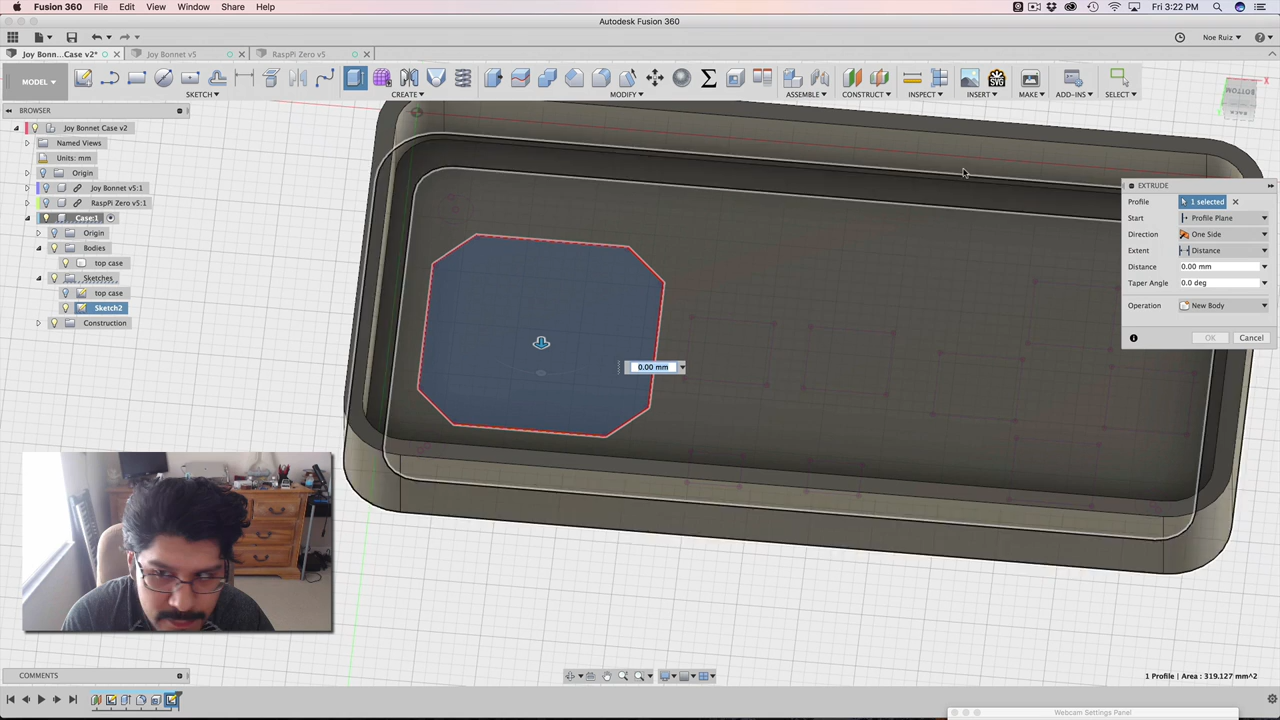 Fusion 360 File Edit View Window Share Help
Fri 3:22 PM
Autodesk Fusion 360
Noe Ruiz
Joy Bonn...Case v2*
Joy Bonnet v5
RaspPi Zero v5
MODEL
SKETCH
CREATE
MODIFY
ASSEMBLE
CONSTRUCT
INSPECT
INSERT
MAKE
ADD-INS
SELECT
SVG
BOTTOM
X
BROWSER
Joy Bonnet Case v2
Named Views
Units: mm
Origin
Joy Bonnet v5:1
RaspPi Zero v5:1
Case:1
Origin
Bodies
top case
Sketches
top case
Sketch2
Construction
EXTRUDE
Profile 1 selected
Start Profile Plane
Direction One Side
Extent Distance
Distance 0.00 mm
Taper Angle 0.0 deg
Operation New Body
OK Cancel
0.00 mm
COMMENTS
1 Profile | Area : 319.127 mm^2
Webcam Settings Panel